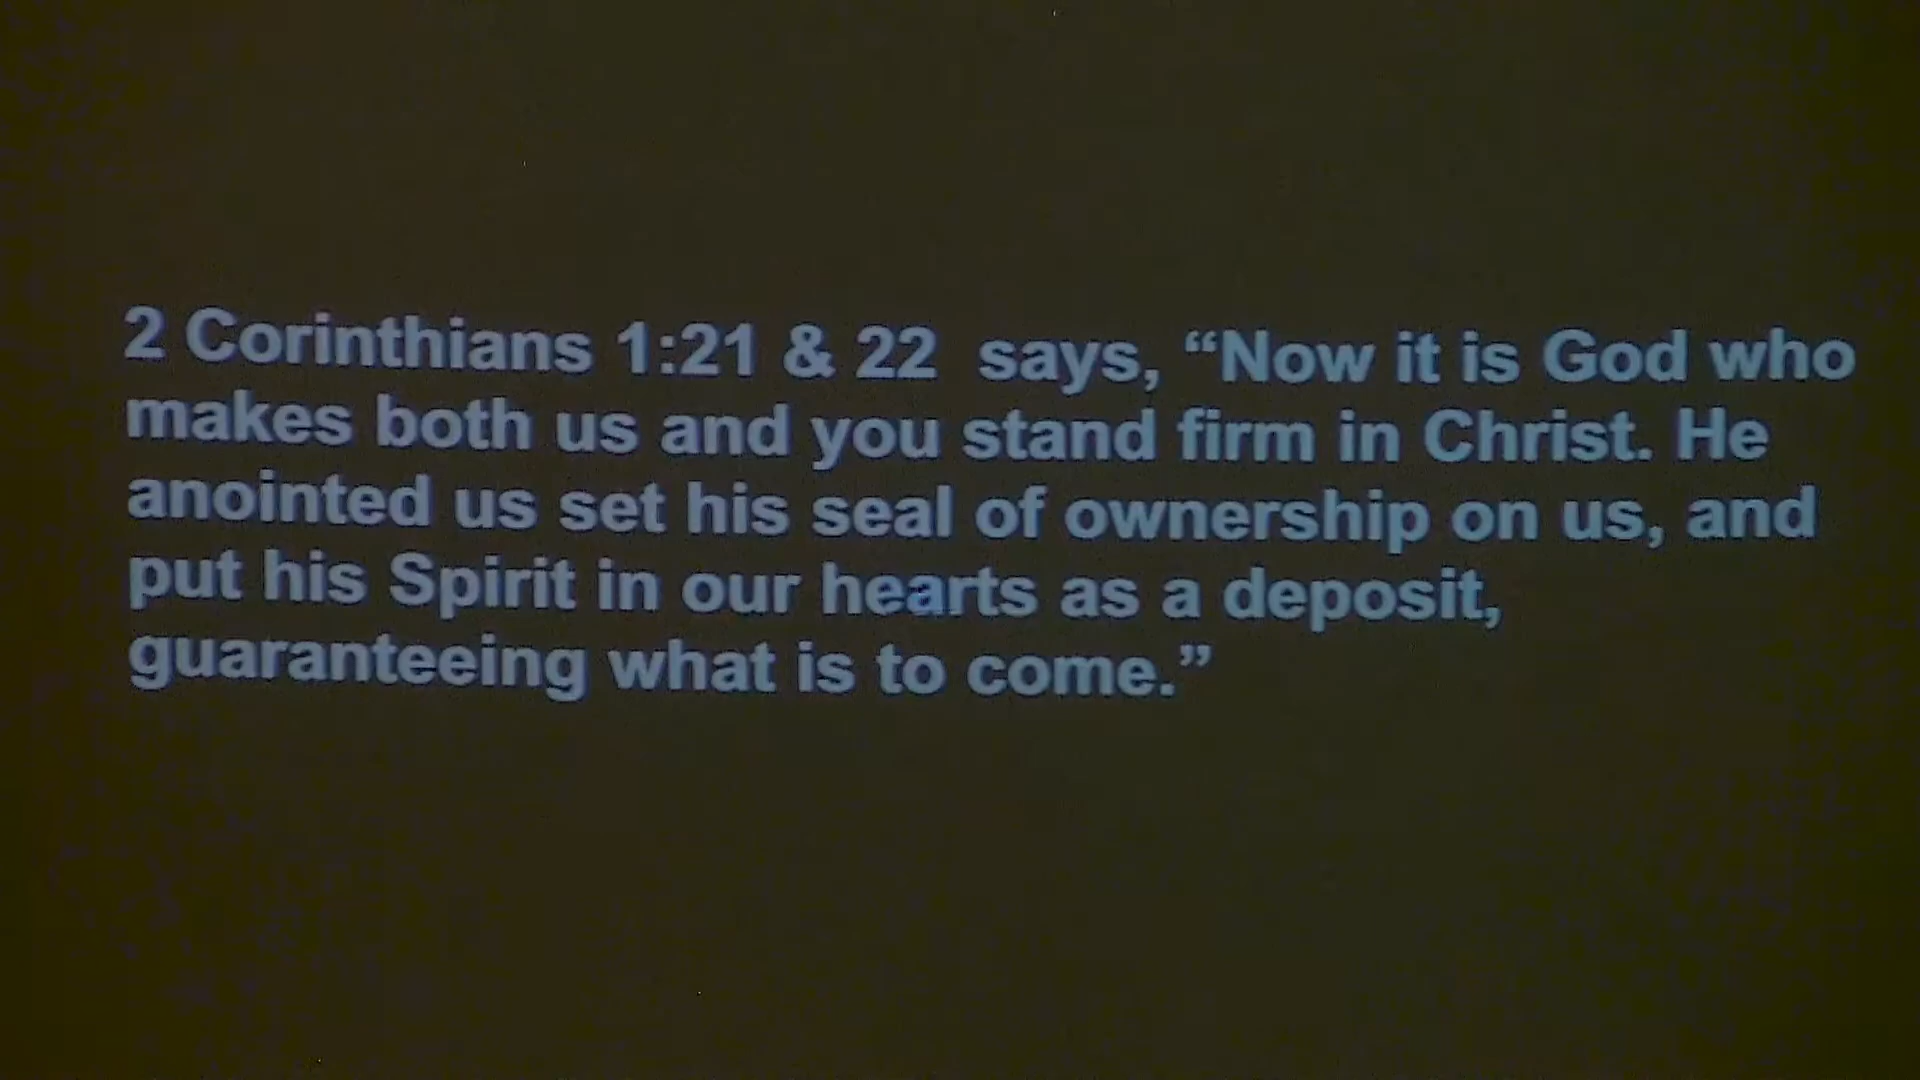 2 Corinthians 1:21 & 22  says, “Now it is God who
makes both us and you stand firm in Christ. He
anointed us set his seal of ownership on us, and
put his Spirit in our hearts as a deposit,
guaranteeing what is to come.”